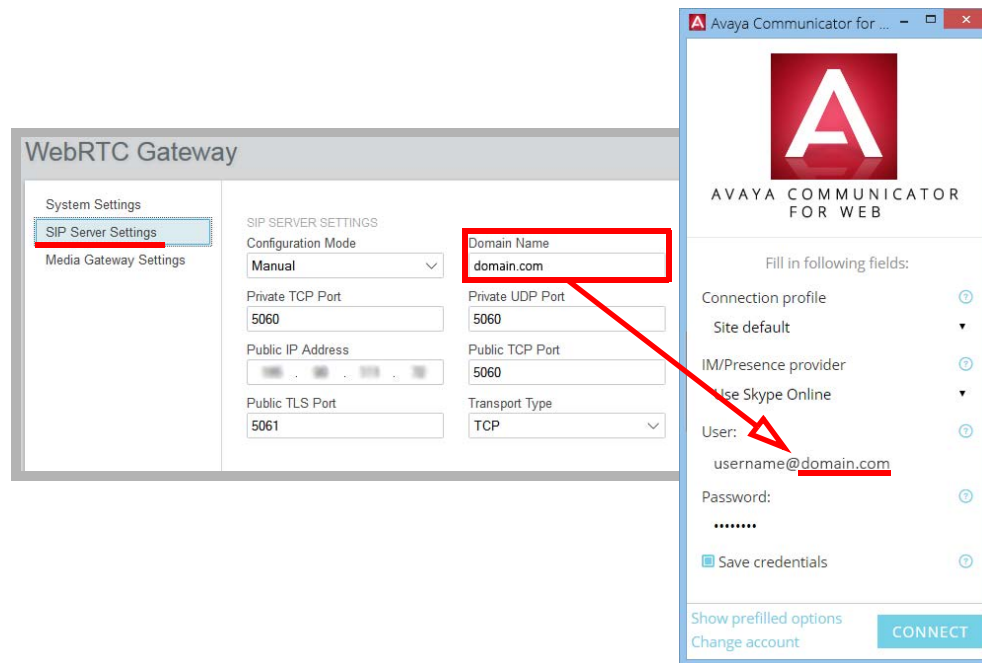 WebRTC Gateway
System Settings
SIP Server Settings
Media Gateway Settings
SIP SERVER SETTINGS
Configuration Mode
Domain Name
Manual
domain.com
Private TCP Port
Private UDP Port
5060
5060
Public IP Address
Public TCP Port
5060
Public TLS Port
Transport Type
5061
TCP
Avaya Communicator for ...
AVAYA COMMUNICATOR
FOR WEB
Fill in following fields:
Connection profile
Site default
IM/Presence provider
Use Skype Online
User:
username@domain.com
Password:
••••••••
Save credentials
Show prefilled options
Change account
CONNECT